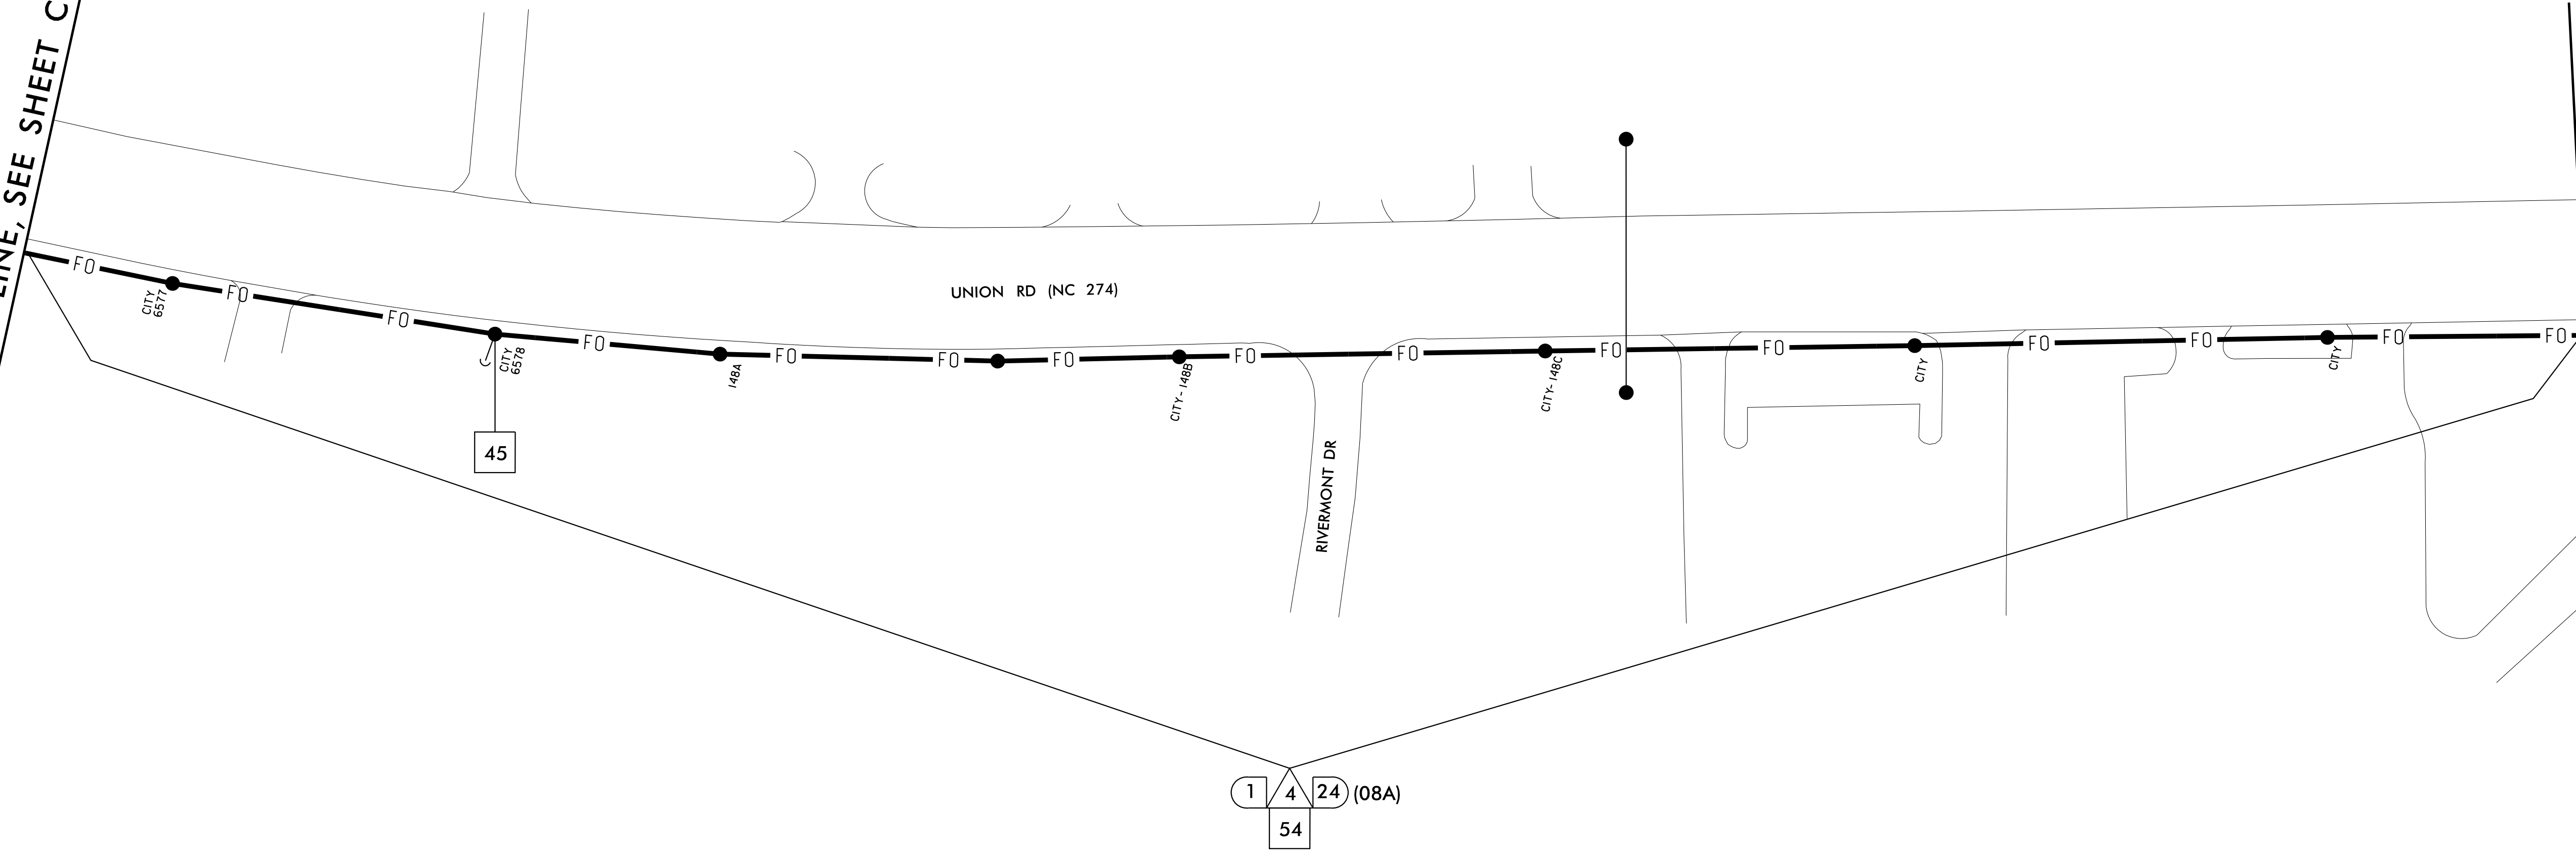 LINE, SEE SHEET C
FO
CITY
6577
FO
FO
CITY
6578
45
FO
148A
FO
UNION RD (NC 274)
FO
FO
CITY-148B
FO
RIVERMONT DR
FO
CITY-148C
FO
FO
CITY
FO
FO
CITY
FO
FO
1
4
24 (08A)
54